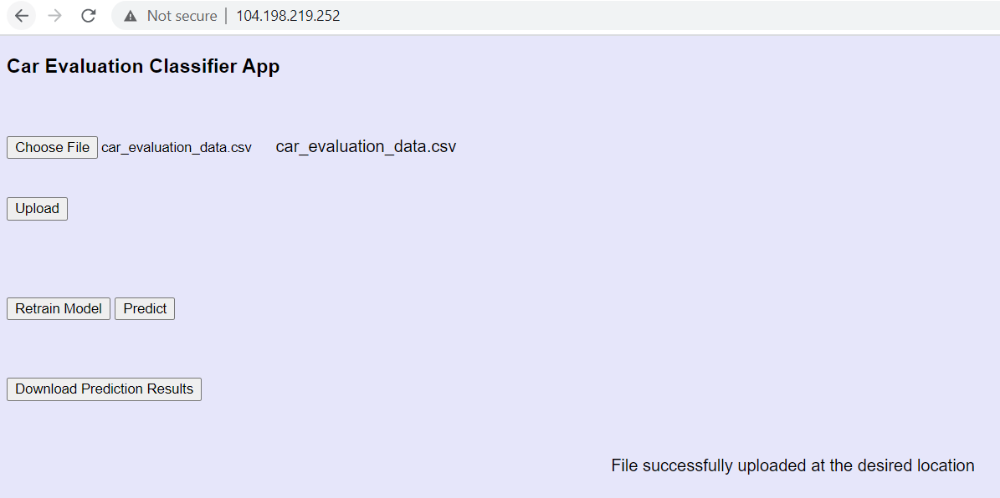 Not secure | 104.198.219.252
Car Evaluation Classifier App
Choose File car_evaluation_data.csv car_evaluation_data.csv
Upload
Retrain Model Predict
Download Prediction Results
File successfully uploaded at the desired location